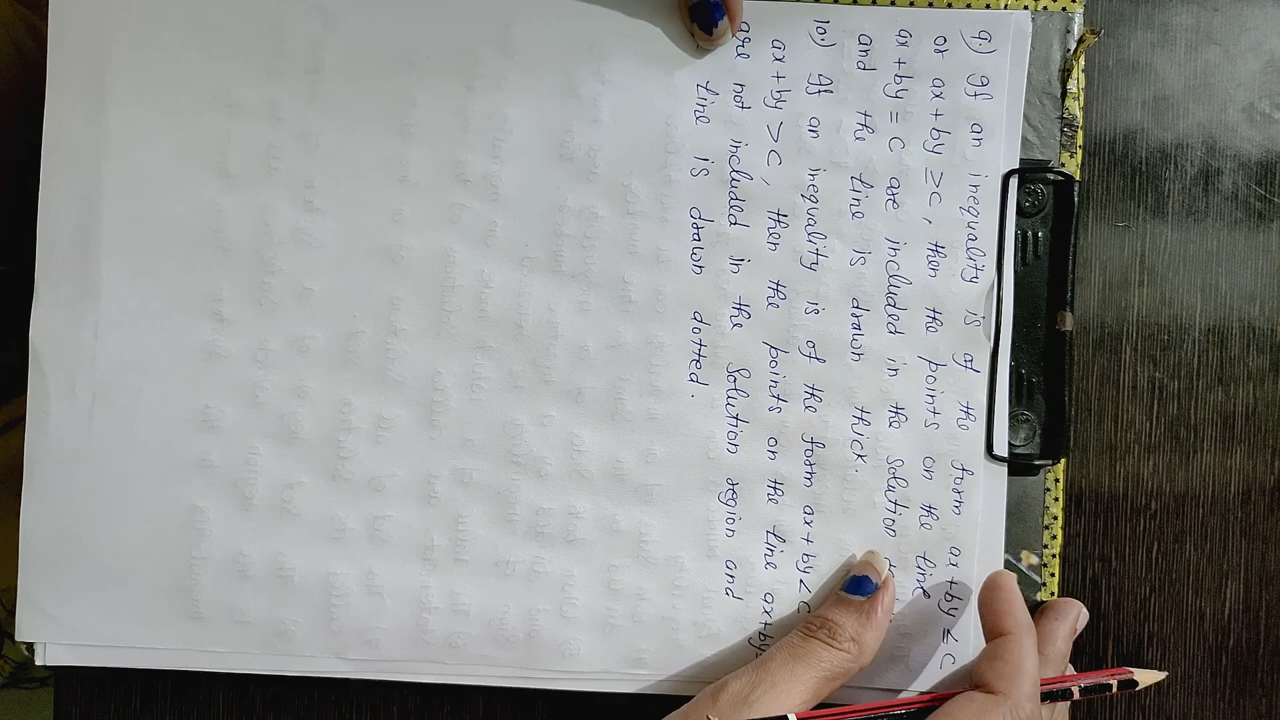 9.) If an inequality is of the form ax+by ≤ c
or ax+by ≥ c, then the points on the line
ax+by = c are included in the solution
and the line is drawn thick.
10.) If an inequality is of the form ax+by < c
ax+by > c, then the points on the line ax+by=
are not included in the solution region and
line is drawn dotted.